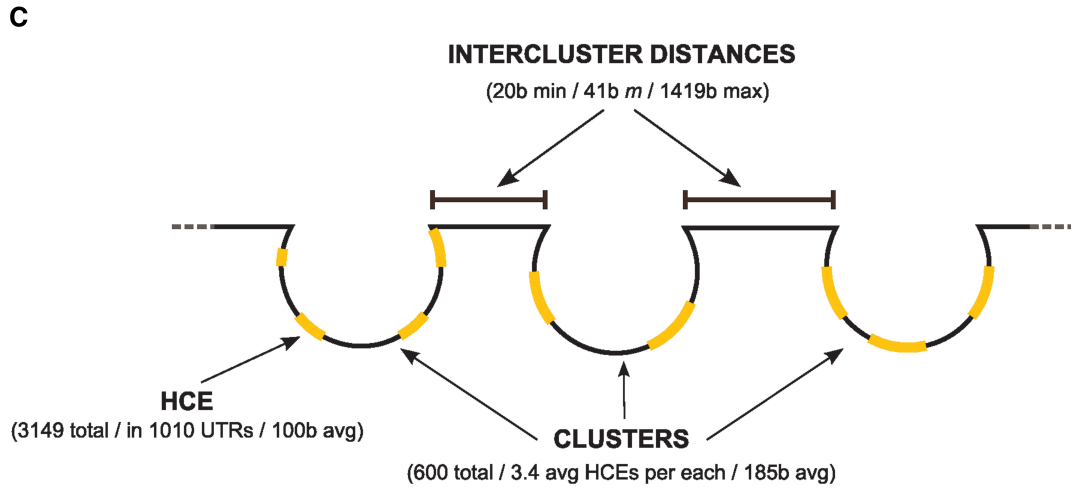 C
INTERCLUSTER DISTANCES
(20b min / 41b m / 1419b max)
HCE
(3149 total / in 1010 UTRs / 100b avg)
CLUSTERS
(600 total / 3.4 avg HCEs per each / 185b avg)